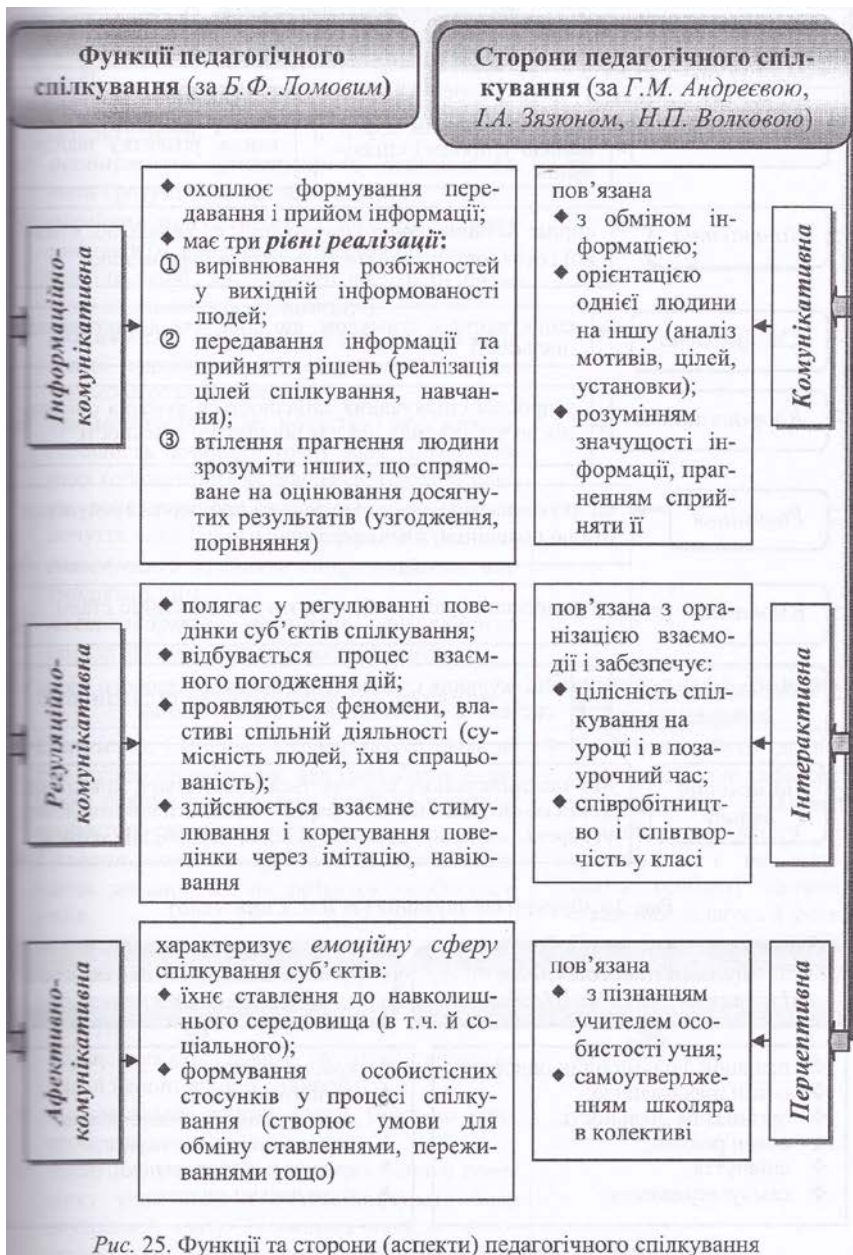 Функції педагогічного
спілкування (за Б.Ф. Ломовим)
Сторони педагогічного спіл-
кування (за Г.М. Андреєвою,
І.А. Зязюном, Н.П. Волковою)
Інформаційно-
комунікативна
◆ охоплює формування пере-
давання і прийом інформації;
◆ має три рівні реалізації:
① вирівнювання розбіжностей
у вихідній інформованості
людей;
② передавання інформації та
прийняття рішень (реалізація
цілей спілкування, навчан-
ня),
③ втілення прагнення людини
зрозуміти інших, що спрямо-
ване на оцінювання досягну-
тих результатів (узгодження,
порівняння)
пов’язана
◆ з обміном ін-
формацією;
◆ орієнтацією
однієї людини
на іншу (аналіз
мотивів, цілей,
установки);
◆ розумінням
значущості ін-
формації, праг-
ненням сприй-
няти її
Комунікативна
Регуляційно-
комунікативна
◆ полягає у регулюванні пове-
дінки суб’єктів спілкування;
◆ відбувається процес взаєм-
ного погодження дій;
◆ проявляються феномени, вла-
стиві спільній діяльності (су-
місність людей, їхня спрацьо-
ваність);
◆ здійснюється взаємне стиму-
лювання і корегування пове-
дінки через імітацію, навію-
вання
пов’язана з орга-
нізацією взаємо-
дії і забезпечує:
◆ цілісність спіл-
кування на
уроці і в поза-
урочний час;
◆ співробітницт-
во і співтвор-
чість у класі
Інтерактивна
Афективно-
комунікативна
характеризує емоційну сферу
спілкування суб’єктів:
◆ їхнє ставлення до навколиш-
нього середовища (в т.ч. й со-
ціального);
◆ формування особистісних
стосунків у процесі спілку-
вання (створює умови для
обміну ставленнями, пережи-
ваннями тощо)
пов’язана
◆ з пізнанням
учителем осо-
бистості учня;
◆ самоутвердже-
нням школяра
в колективі
Перцептивна
Рис. 25. Функції та сторони (аспекти) педагогічного спілкування